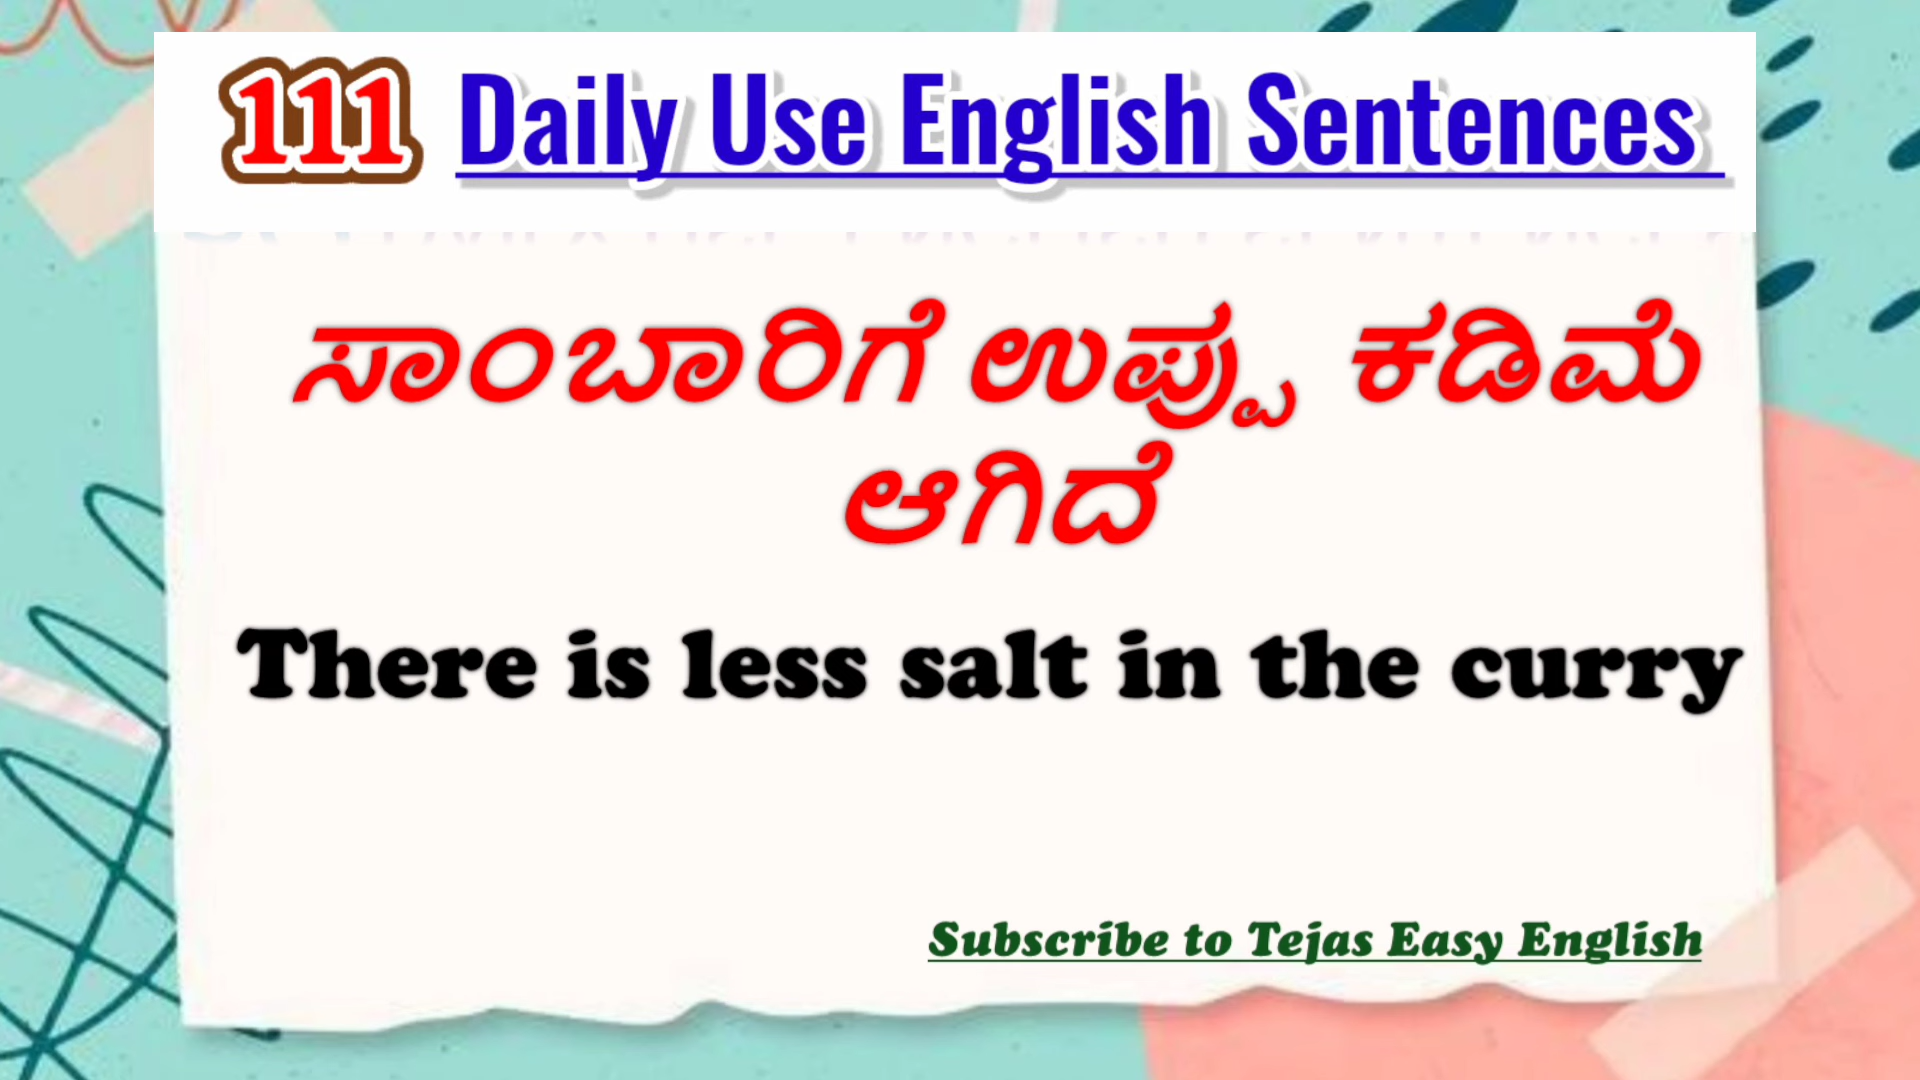 111 Daily Use English Sentences
ಸಾಂಬಾರಿಗೆ ಉಪ್ಪು ಕಡಿಮೆ
ಆಗಿದೆ
There is less salt in the curry
Subscribe to Tejas Easy English